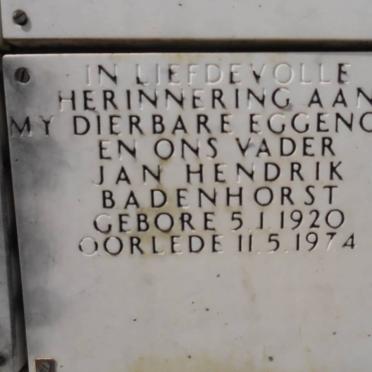 IN LIEFDEVOLLE
HERINNERING AAN
MY DIERBARE EGGENO
EN ONS VADER
JAN HENDRIK
BADENHORST
GEBORE 5.1.1920
OORLEDE 11.5.1974